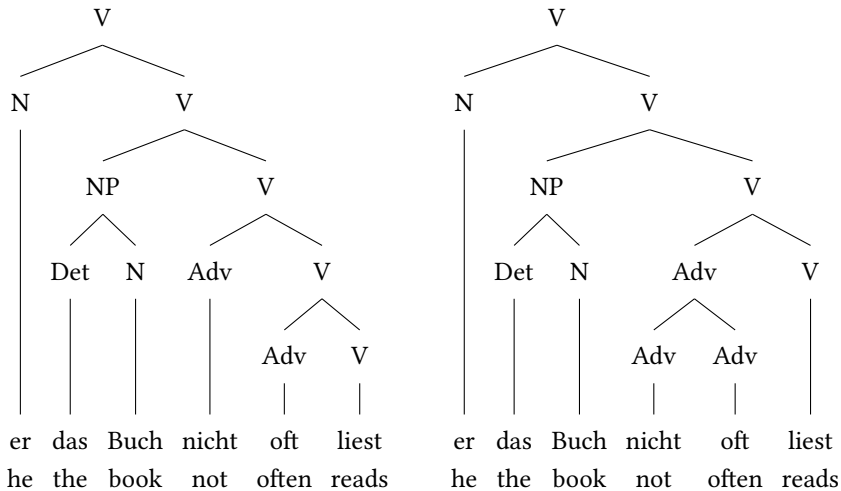 V V
N V N V
NP V NP V
Det N Adv V Det N Adv V
Adv V Adv Adv
er das Buch nicht oft liest er das Buch nicht oft liest
he the book not often reads he the book not often reads